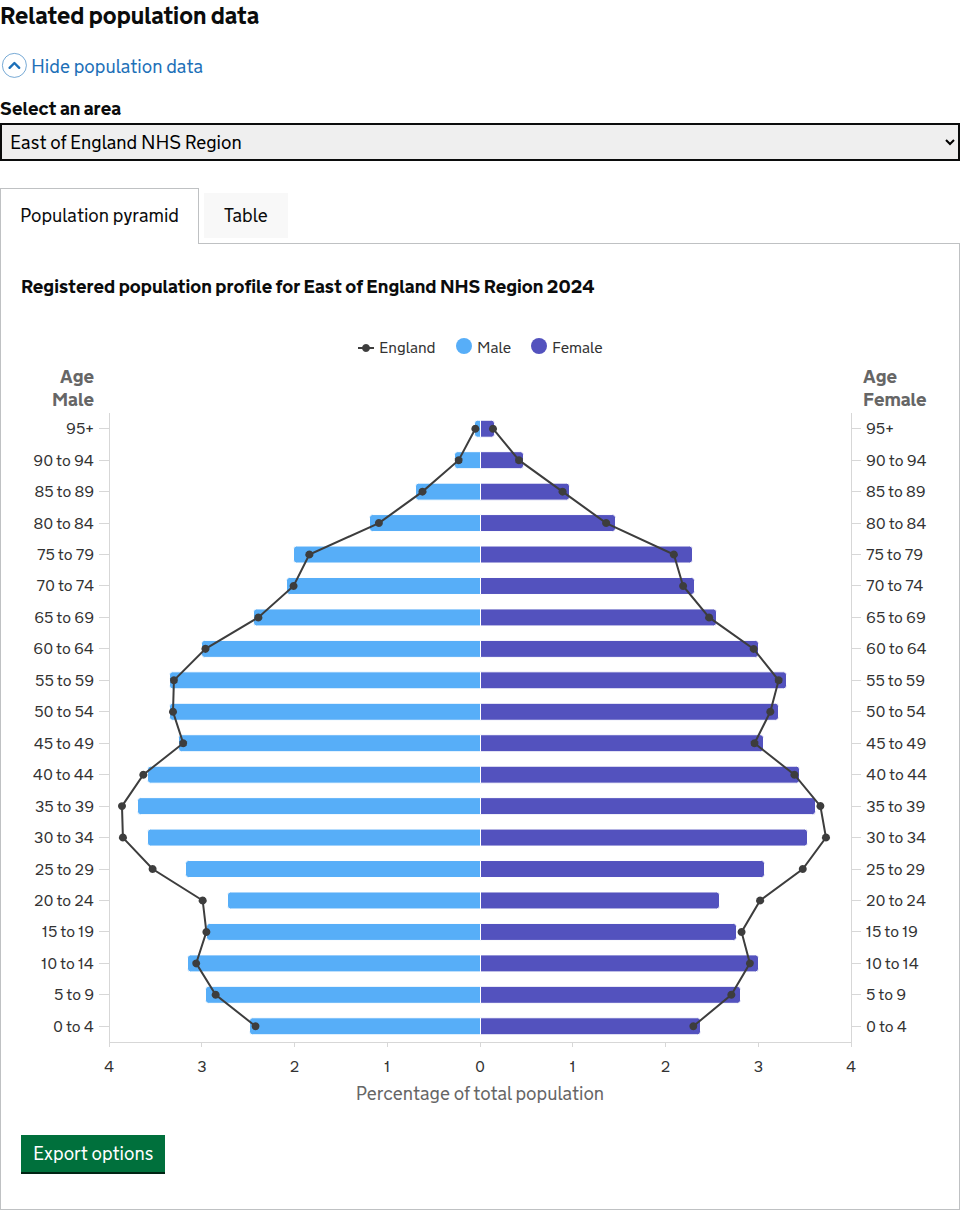 Related population data
Hide population data
Select an area
East of England NHS Region
Population pyramid Table
Registered population profile for East of England NHS Region 2024
England Male Female
Age Age
Male Female
95+ 95+
90 to 94 90 to 94
85 to 89 85 to 89
80 to 84 80 to 84
75 to 79 75 to 79
70 to 74 70 to 74
65 to 69 65 to 69
60 to 64 60 to 64
55 to 59 55 to 59
50 to 54 50 to 54
45 to 49 45 to 49
40 to 44 40 to 44
35 to 39 35 to 39
30 to 34 30 to 34
25 to 29 25 to 29
20 to 24 20 to 24
15 to 19 15 to 19
10 to 14 10 to 14
5 to 9 5 to 9
0 to 4 0 to 4
4 3 2 1 0 1 2 3 4
Percentage of total population
Export options